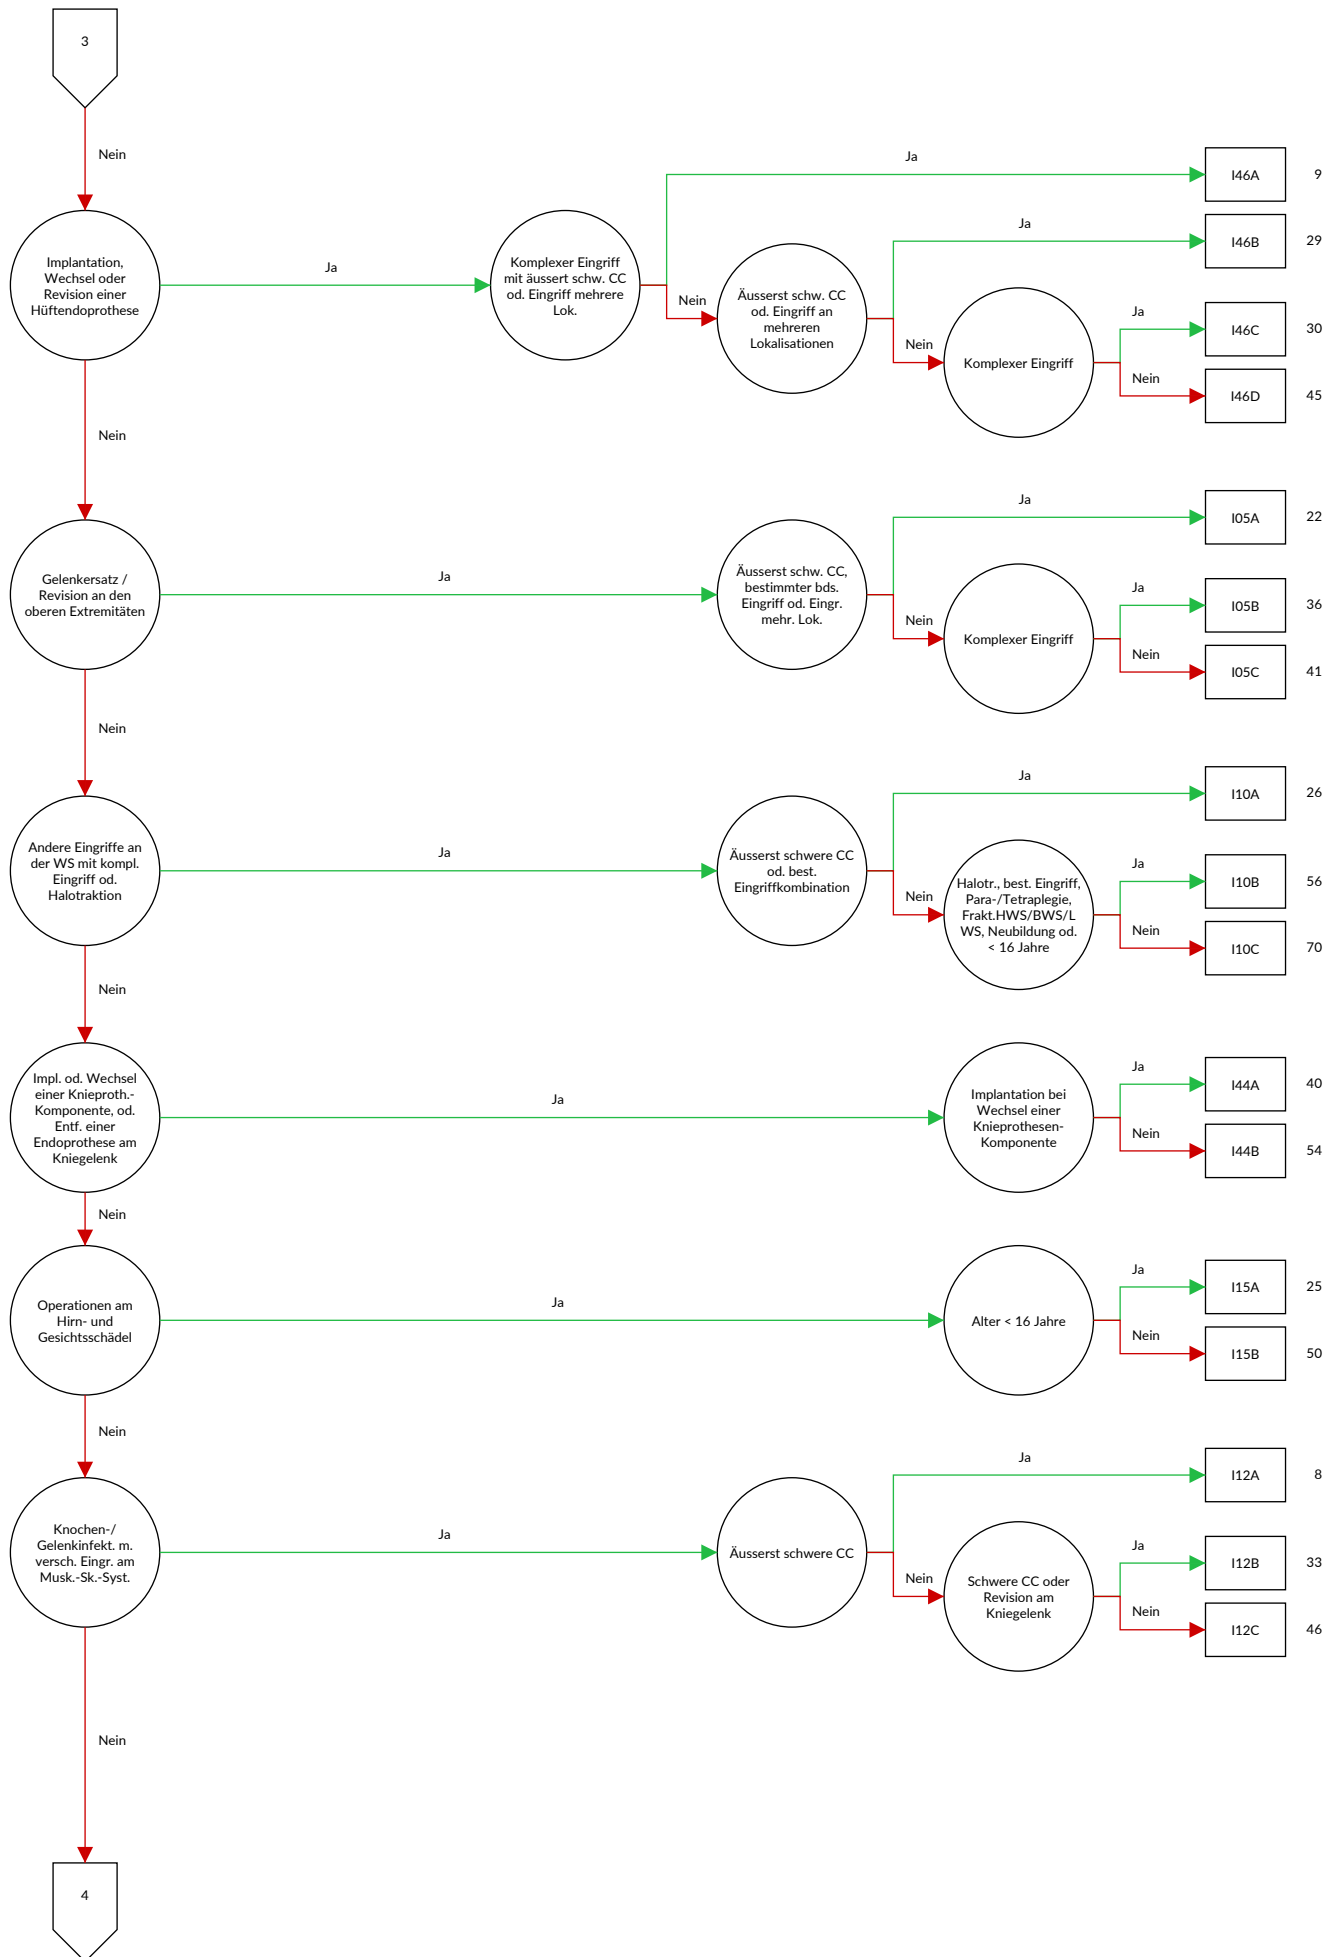 3
Nein
Ja
I46A 9
Ja
I46B 29
Implantation,
Wechsel oder
Revision einer
Hüftendoprothese
Ja
Komplexer Eingriff
mit äussert schw. CC
od. Eingriff mehrere
Lok.
Nein
Äusserst schw. CC
od. Eingriff an
mehreren
Lokalisationen
Nein
Komplexer Eingriff
Ja
I46C 30
Nein
I46D 45
Nein
Ja
I05A 22
Gelenkersatz /
Revision an den
oberen Extremitäten
Ja
Äusserst schw. CC,
bestimmter bds.
Eingriff od. Eingr.
mehr. Lok.
Nein
Komplexer Eingriff
Ja
I05B 36
Nein
I05C 41
Nein
Ja
I10A 26
Andere Eingriffe an
der WS mit kompl.
Eingriff od.
Halotraktion
Ja
Äusserst schwere CC
od. best.
Eingriffkombination
Nein
Halotr., best. Eingriff,
Para-/Tetraplegie,
Frakt.HWS/BWS/L
WS, Neubildung od.
< 16 Jahre
Ja
I10B 56
Nein
I10C 70
Nein
Impl. od. Wechsel
einer Knieproth.-
Komponente, od.
Entf. einer
Endoprothese am
Kniegelenk
Ja
Implantation bei
Wechsel einer
Knieprothesen-
Komponente
Ja
I44A 40
Nein
I44B 54
Nein
Operationen am
Hirn- und
Gesichtsschädel
Ja
Alter < 16 Jahre
Ja
I15A 25
Nein
I15B 50
Nein
Ja
I12A 8
Knochen-/
Gelenkinfekt. m.
versch. Eingr. am
Musk.-Sk.-Syst.
Ja
Äusserst schwere CC
Nein
Schwere CC oder
Revision am
Kniegelenk
Ja
I12B 33
Nein
I12C 46
Nein
4